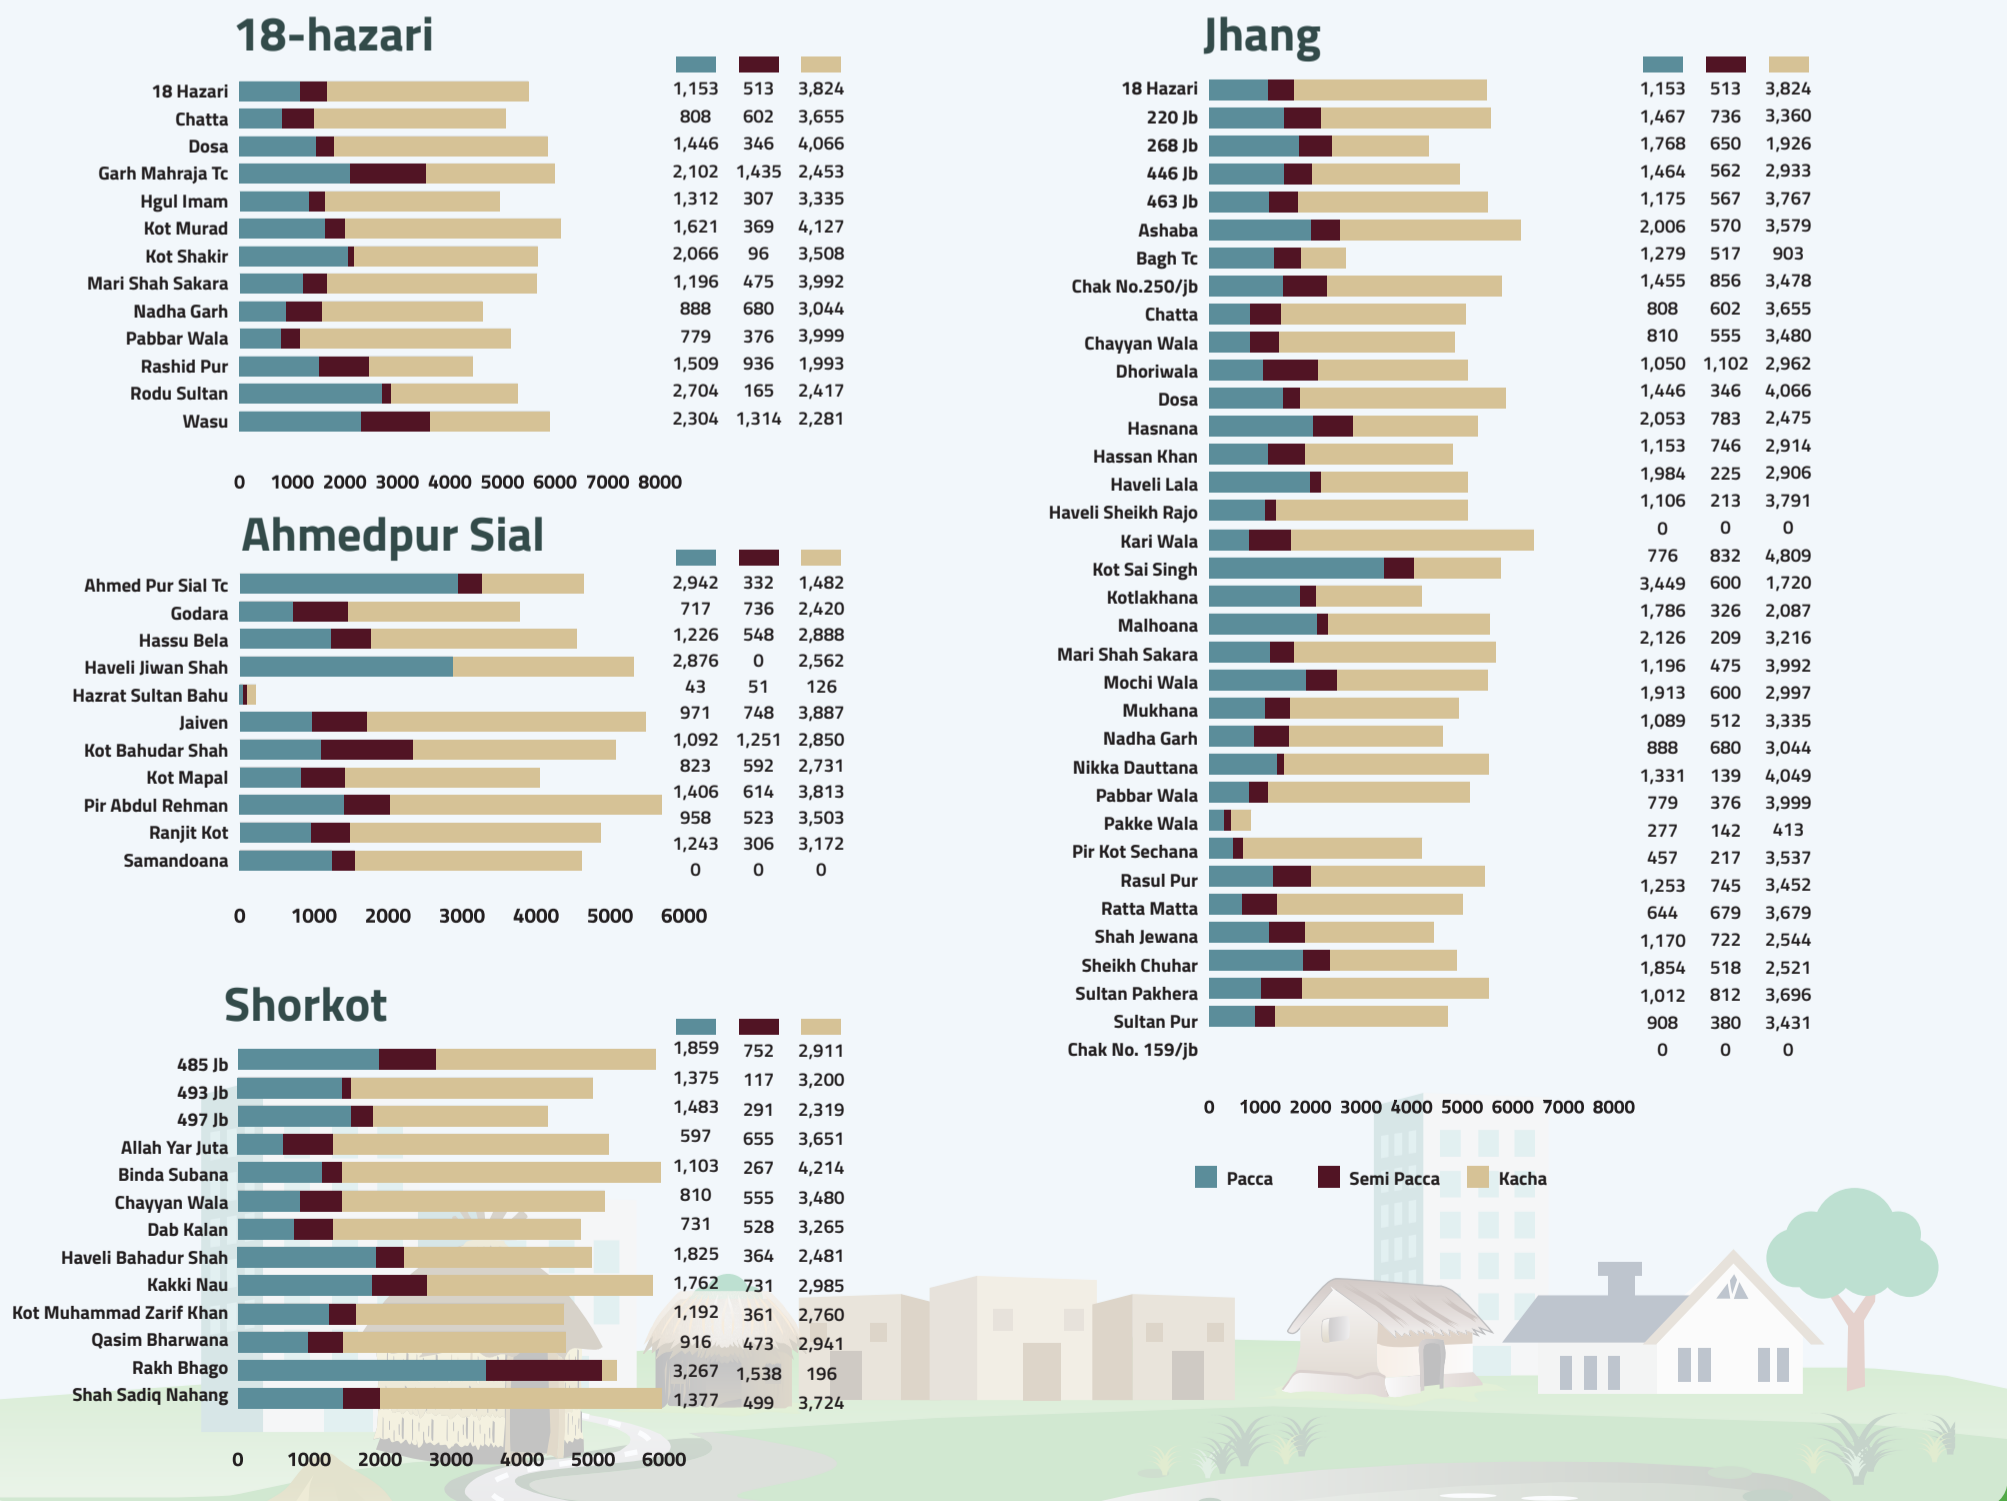 18-hazari
18 Hazari 1,153 513 3,824
Chatta 808 602 3,655
Dosa 1,446 346 4,066
Garh Mahraja Tc 2,102 1,435 2,453
Hgul Imam 1,312 307 3,335
Kot Murad 1,621 369 4,127
Kot Shakir 2,066 96 3,508
Mari Shah Sakara 1,196 475 3,992
Nadha Garh 888 680 3,044
Pabbar Wala 779 376 3,999
Rashid Pur 1,509 936 1,993
Rodu Sultan 2,704 165 2,417
Wasu 2,304 1,314 2,281
0 1000 2000 3000 4000 5000 6000 7000 8000
Ahmedpur Sial
Ahmed Pur Sial Tc 2,942 332 1,482
Godara 717 736 2,420
Hassu Bela 1,226 548 2,888
Haveli Jiwan Shah 2,876 0 2,562
Hazrat Sultan Bahu 43 51 126
Jaiven 971 748 3,887
Kot Bahudar Shah 1,092 1,251 2,850
Kot Mapal 823 592 2,731
Pir Abdul Rehman 1,406 614 3,813
Ranjit Kot 958 523 3,503
Samandoana 1,243 306 3,172
0 0 0
0 1000 2000 3000 4000 5000 6000
Shorkot
485 Jb 1,859 752 2,911
493 Jb 1,375 117 3,200
497 Jb 1,483 291 2,319
Allah Yar Juta 597 655 3,651
Binda Subana 1,103 267 4,214
Chayyan Wala 810 555 3,480
Dab Kalan 731 528 3,265
Haveli Bahadur Shah 1,825 364 2,481
Kakki Nau 1,762 731 2,985
Kot Muhammad Zarif Khan 1,192 361 2,760
Qasim Bharwana 916 473 2,941
Rakh Bhago 3,267 1,538 196
Shah Sadiq Nahang 1,377 499 3,724
0 1000 2000 3000 4000 5000 6000
Jhang
18 Hazari 1,153 513 3,824
220 Jb 1,467 736 3,360
268 Jb 1,768 650 1,926
446 Jb 1,464 562 2,933
463 Jb 1,175 567 3,767
Ashaba 2,006 570 3,579
Bagh Tc 1,279 517 903
Chak No.250/jb 1,455 856 3,478
Chatta 808 602 3,655
Chayyan Wala 810 555 3,480
Dhoriwala 1,050 1,102 2,962
Dosa 1,446 346 4,066
Hasnana 2,053 783 2,475
Hassan Khan 1,153 746 2,914
Haveli Lala 1,984 225 2,906
Haveli Sheikh Rajo 1,106 213 3,791
0 0 0
Kari Wala 776 832 4,809
Kot Sai Singh 3,449 600 1,720
Kotlakhana 1,786 326 2,087
Malhoana 2,126 209 3,216
Mari Shah Sakara 1,196 475 3,992
Mochi Wala 1,913 600 2,997
Mukhana 1,089 512 3,335
Nadha Garh 888 680 3,044
Nikka Dauttana 1,331 139 4,049
Pabbar Wala 779 376 3,999
Pakke Wala 277 142 413
Pir Kot Sechana 457 217 3,537
Rasul Pur 1,253 745 3,452
Ratta Matta 644 679 3,679
Shah Jewana 1,170 722 2,544
Sheikh Chuhar 1,854 518 2,521
Sultan Pakhera 1,012 812 3,696
Sultan Pur 908 380 3,431
Chak No. 159/jb 0 0 0
0 1000 2000 3000 4000 5000 6000 7000 8000
Pacca Semi Pacca Kacha